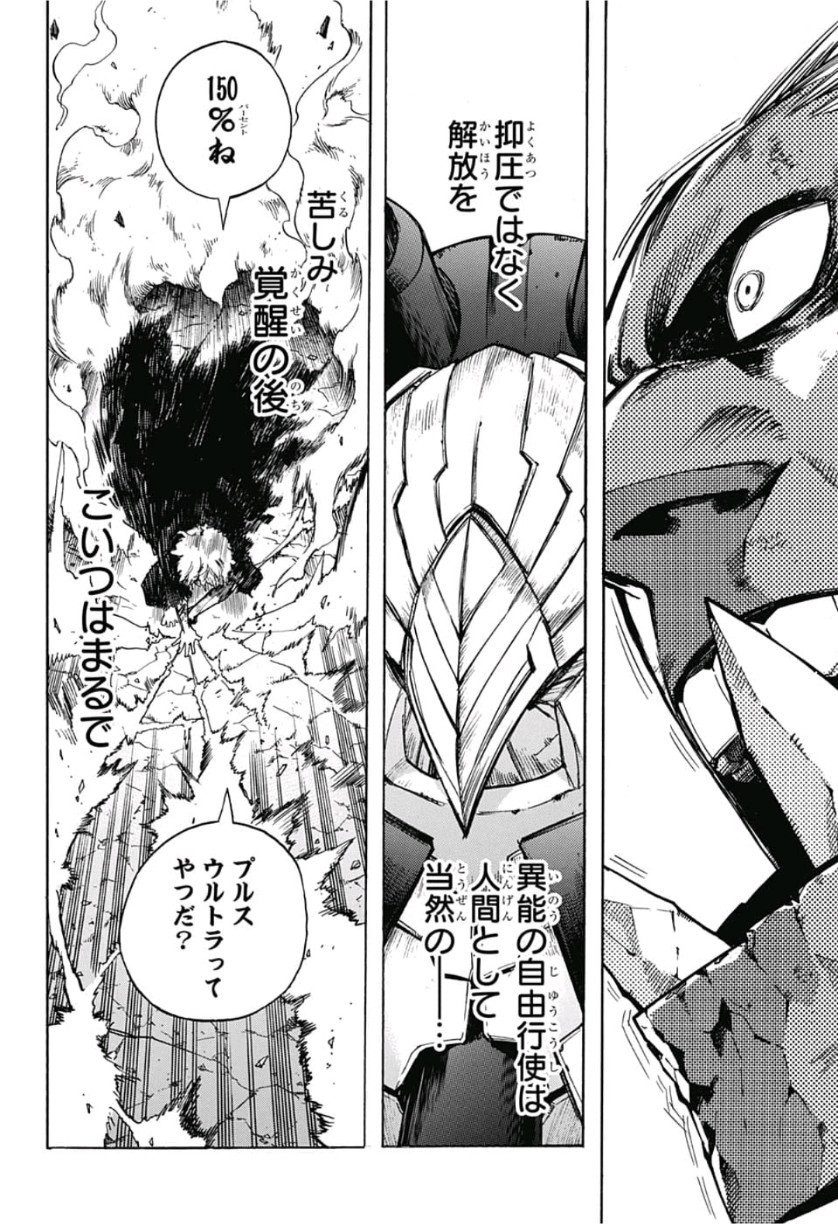 抑圧ではなく
解放を
異能の自由行使は
人間として
当然の――…
150
%ね
苦しみ
覚醒の後
こいつはまるで
プルス
ウルトラって
やつだ?